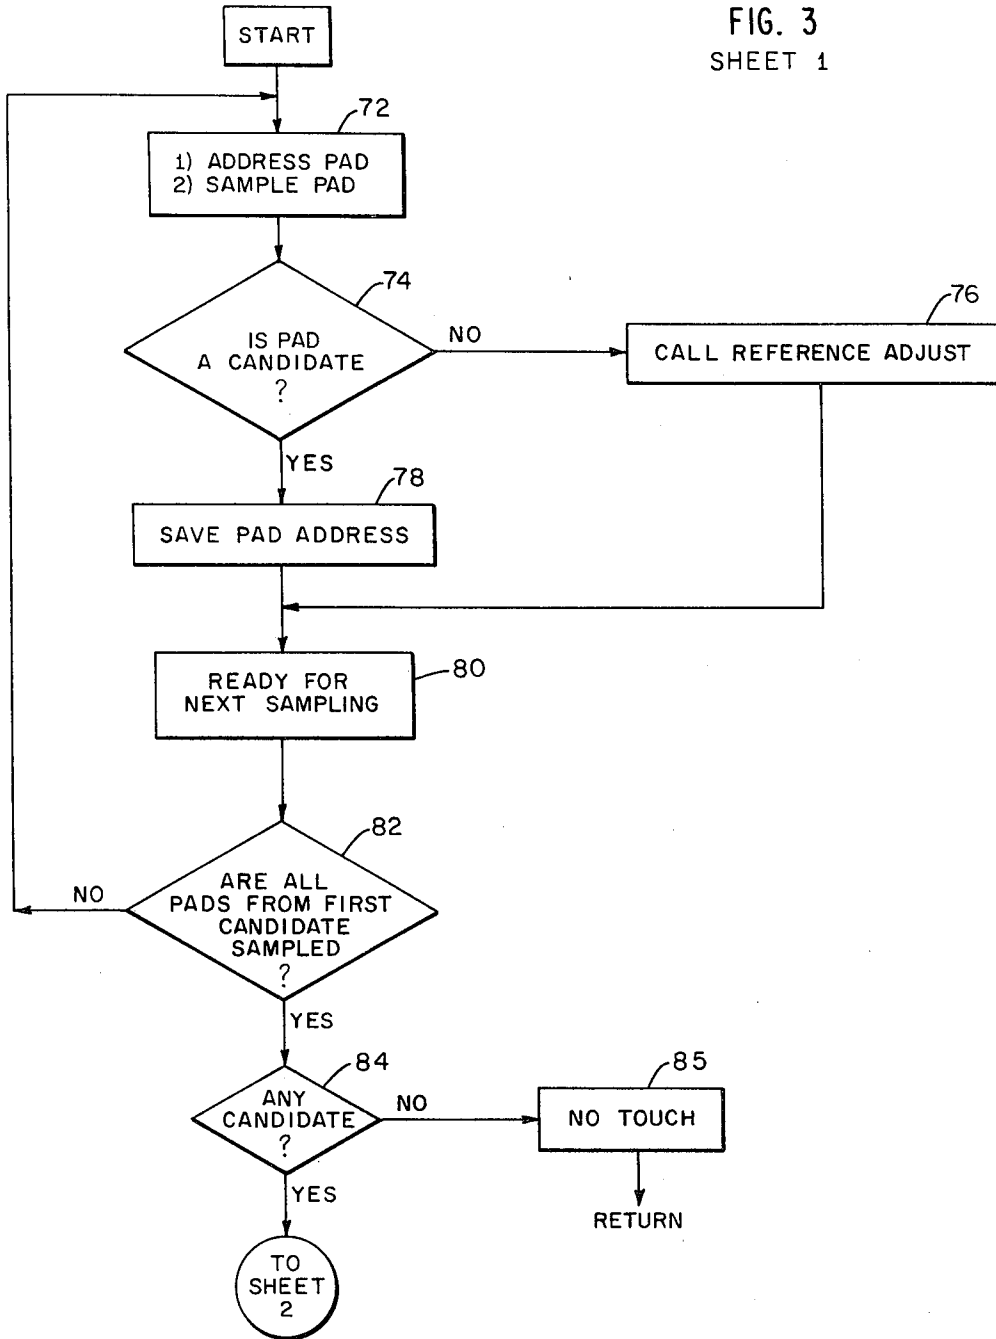 FIG. 3
SHEET 1
START
72
1) ADDRESS PAD
2) SAMPLE PAD
74
IS PAD
A CANDIDATE
?
NO
76
CALL REFERENCE ADJUST
YES
78
SAVE PAD ADDRESS
80
READY FOR
NEXT SAMPLING
82
ARE ALL
PADS FROM FIRST
CANDIDATE
SAMPLED
?
NO
YES
84
ANY
CANDIDATE
?
NO
85
NO TOUCH
RETURN
YES
TO
SHEET
2